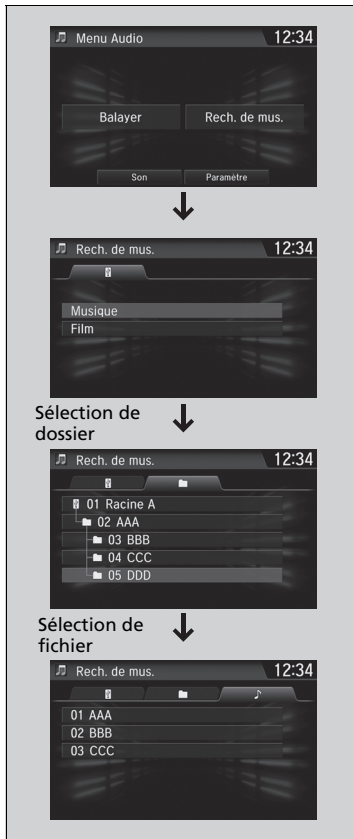 Menu Audio 12:34
Balayer Rech. de mus.
Son Paramètre
Rech. de mus. 12:34
Musique
Film
Sélection de
dossier
Rech. de mus. 12:34
01 Racine A
02 AAA
03 BBB
04 CCC
05 DDD
Sélection de
fichier
Rech. de mus. 12:34
01 AAA
02 BBB
03 CCC